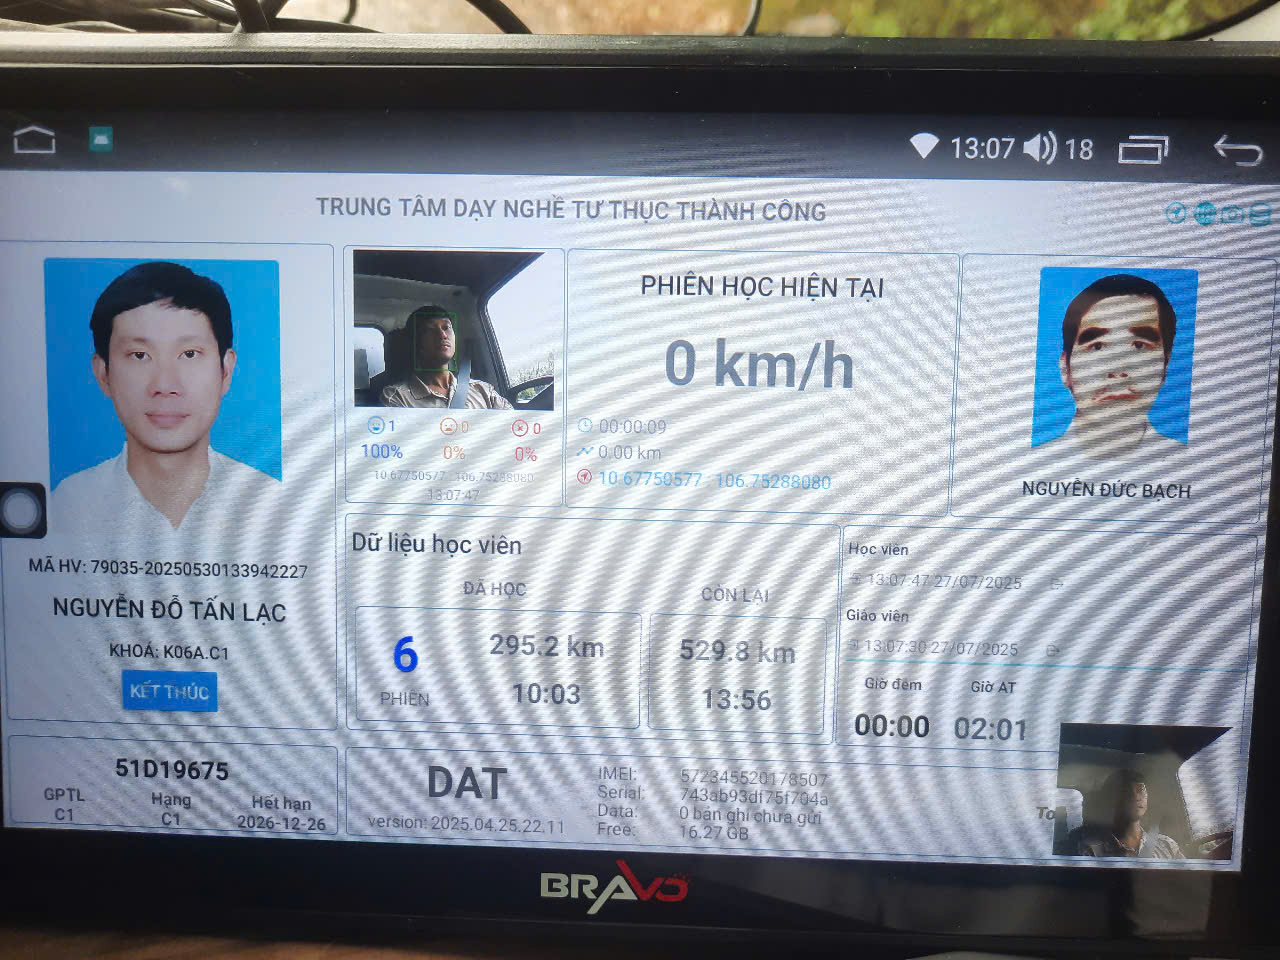 13:07 18
TRUNG TÂM DẠY NGHỀ TƯ THỤC THÀNH CÔNG
MÃ HV: 79035-20250530133942227
NGUYỄN ĐỖ TẤN LẠC
KHOÁ: K06A.C1
KẾT THÚC
1 0 0
100% 0% 0%
10.67750577 106.75288080
13:07:47
PHIÊN HỌC HIỆN TẠI
0 km/h
00:00:09
0.00 km
10.67750577 106.75288080
NGUYỄN ĐỨC BẠCH
Dữ liệu học viên
ĐÃ HỌC
CÒN LẠI
6
PHIÊN
295.2 km
10:03
529.8 km
13:56
Học viên
13:07:47 27/07/2025
Giáo viên
13:07:30 27/07/2025
Giờ đêm Giờ AT
00:00 02:01
51D19675
GPTL Hạng Hết hạn
C1 C1 2026-12-26
DAT
version: 2025.04.25.22.11
IMEI: 572345520178507
Serial: 743ab93df75f704a
Data: 0 bản ghi chưa gửi
Free: 16.27 GB
BRAVO